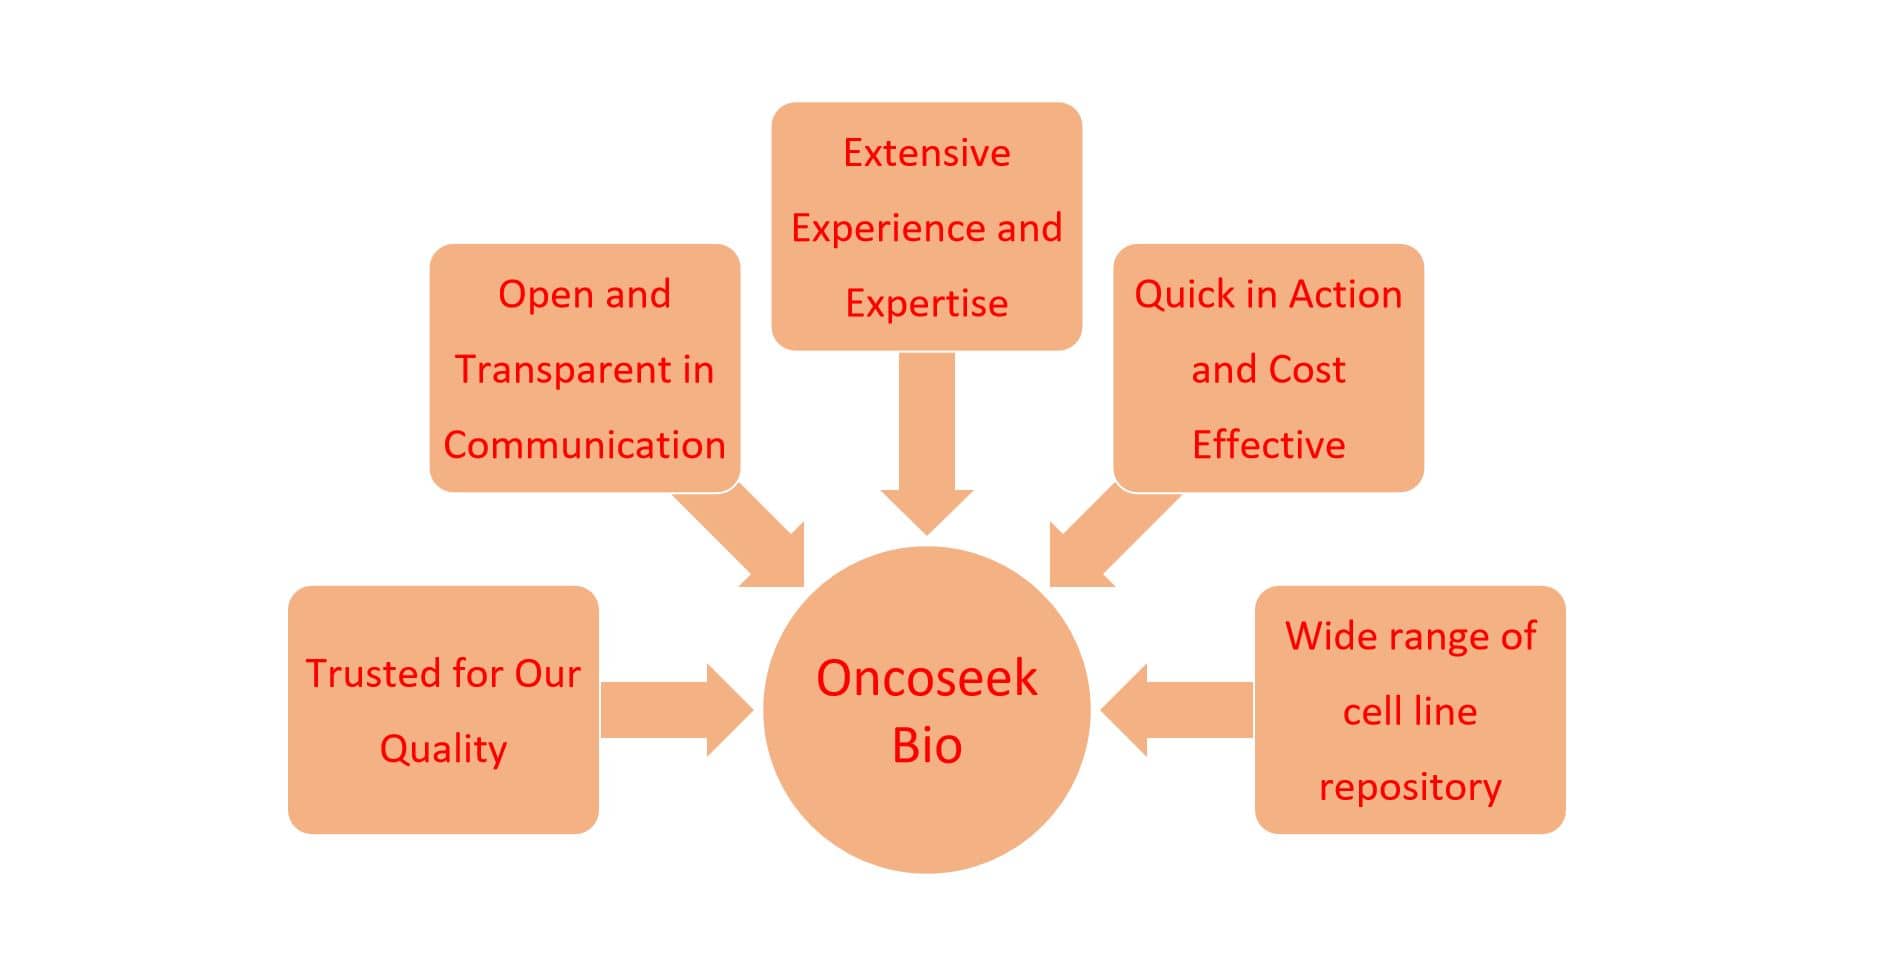 Extensive
Experience and
Expertise
Open and
Transparent in
Communication
Quick in Action
and Cost
Effective
Trusted for Our
Quality
Oncoseek
Bio
Wide range of
cell line
repository